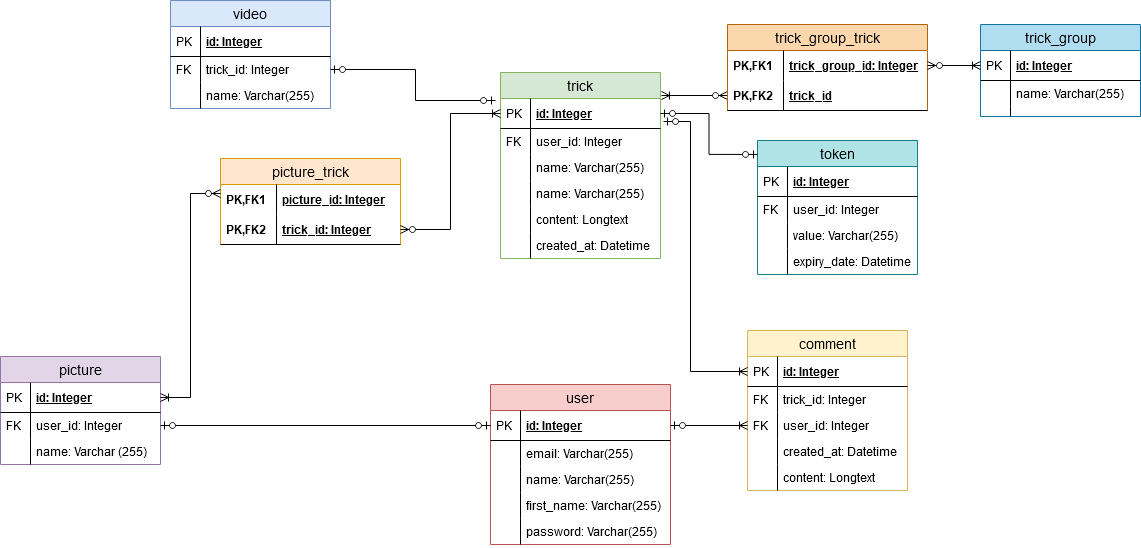 video
PK id: Integer
FK trick_id: Integer
name: Varchar(255)
trick_group_trick
PK,FK1 trick_group_id: Integer
PK,FK2 trick_id
trick_group
PK id: Integer
name: Varchar(255)
trick
PK id: Integer
FK user_id: Integer
name: Varchar(255)
name: Varchar(255)
content: Longtext
created_at: Datetime
token
PK id: Integer
FK user_id: Integer
value: Varchar(255)
expiry_date: Datetime
picture_trick
PK,FK1 picture_id: Integer
PK,FK2 trick_id: Integer
picture
PK id: Integer
FK user_id: Integer
name: Varchar (255)
user
PK id: Integer
email: Varchar(255)
name: Varchar(255)
first_name: Varchar(255)
password: Varchar(255)
comment
PK id: Integer
FK trick_id: Integer
FK user_id: Integer
created_at: Datetime
content: Longtext